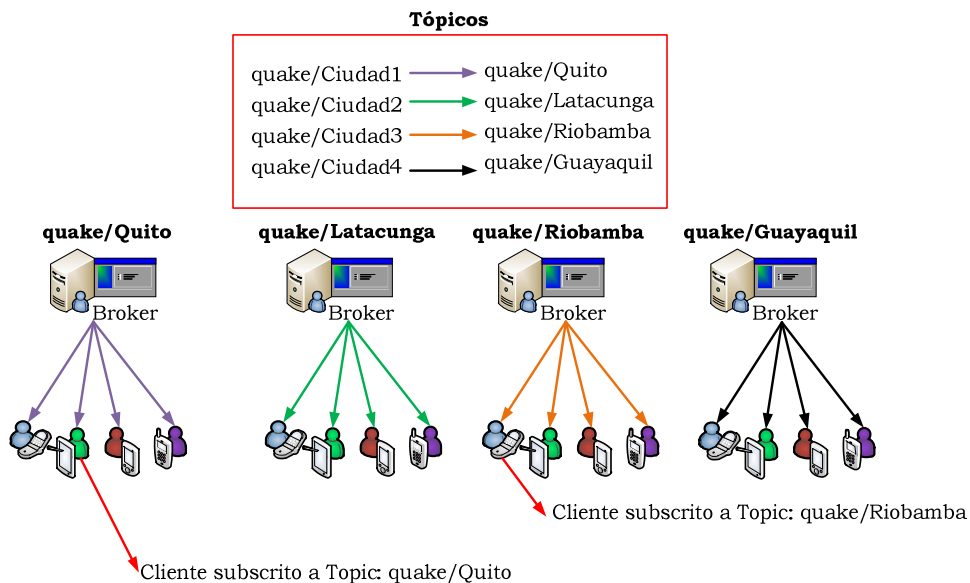 Tópicos
quake/Ciudad1 quake/Quito
quake/Ciudad2 quake/Latacunga
quake/Ciudad3 quake/Riobamba
quake/Ciudad4 quake/Guayaquil
quake/Quito quake/Latacunga quake/Riobamba quake/Guayaquil
Broker Broker Broker Broker
Cliente subscrito a Topic: quake/Riobamba
Cliente subscrito a Topic: quake/Quito